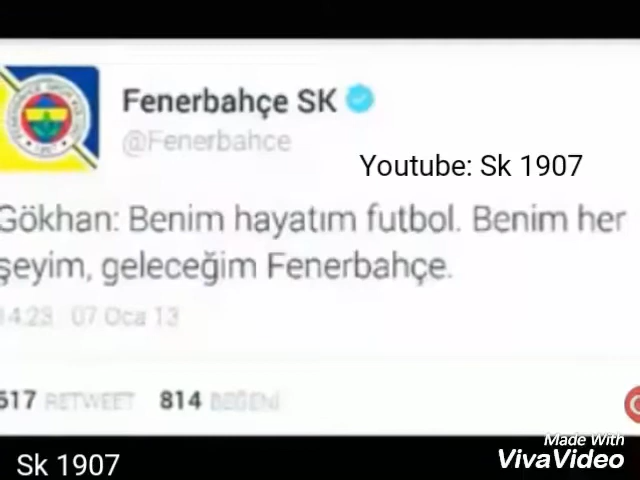 Fenerbahçe SK
@Fenerbahce
Youtube: Sk 1907
Gökhan: Benim hayatım futbol. Benim her
şeyim, geleceğim Fenerbahçe.
14:23 07 Oca 13
517 RETWEET 814 BEĞENİ
Made With
VivaVideo
Sk 1907